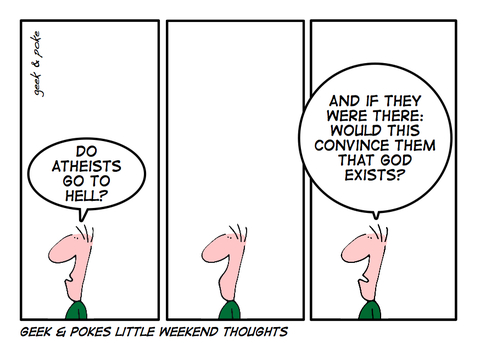 geek & poke
DO
ATHEISTS
GO TO
HELL?
AND IF THEY
WERE THERE:
WOULD THIS
CONVINCE THEM
THAT GOD
EXISTS?
GEEK & POKES LITTLE WEEKEND THOUGHTS